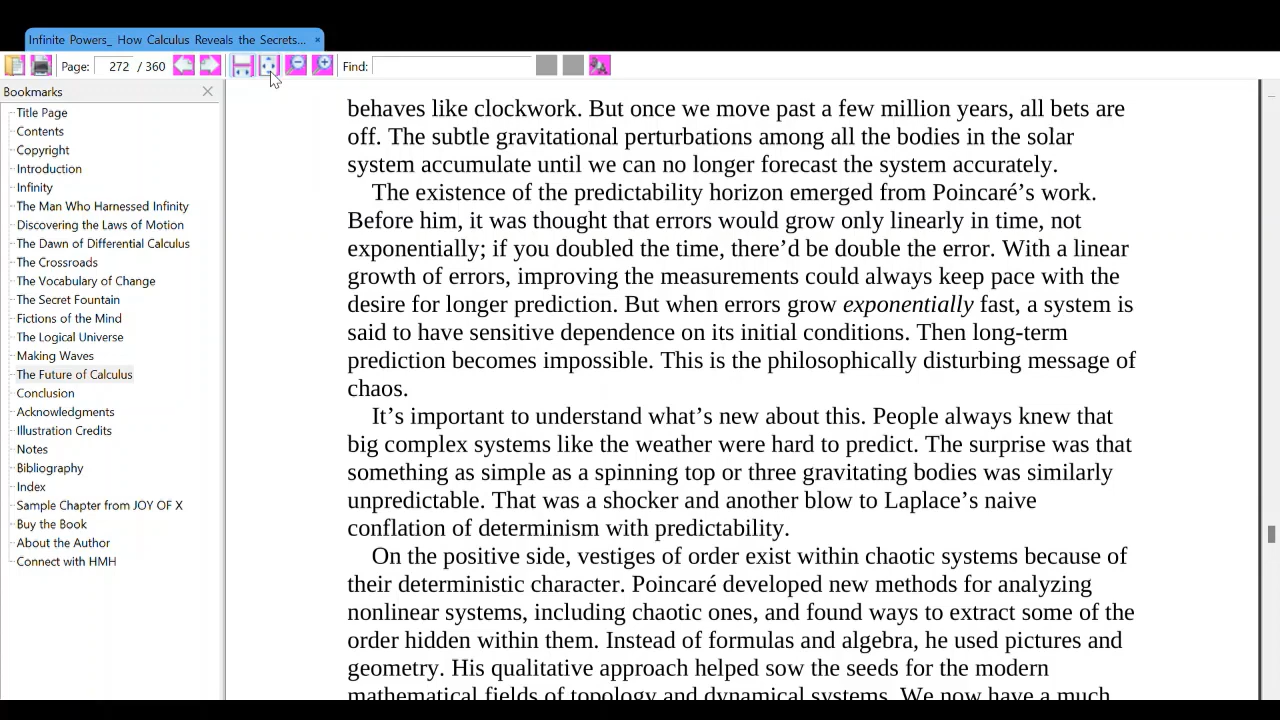 Infinite Powers_ How Calculus Reveals the Secrets... ×
Page: 272 / 360 Find:
Bookmarks
Title Page
Contents
Copyright
Introduction
Infinity
The Man Who Harnessed Infinity
Discovering the Laws of Motion
The Dawn of Differential Calculus
The Crossroads
The Vocabulary of Change
The Secret Fountain
Fictions of the Mind
The Logical Universe
Making Waves
The Future of Calculus
Conclusion
Acknowledgments
Illustration Credits
Notes
Bibliography
Index
Sample Chapter from JOY OF X
Buy the Book
About the Author
Connect with HMH
behaves like clockwork. But once we move past a few million years, all bets are
off. The subtle gravitational perturbations among all the bodies in the solar
system accumulate until we can no longer forecast the system accurately.
The existence of the predictability horizon emerged from Poincaré’s work.
Before him, it was thought that errors would grow only linearly in time, not
exponentially; if you doubled the time, there’d be double the error. With a linear
growth of errors, improving the measurements could always keep pace with the
desire for longer prediction. But when errors grow exponentially fast, a system is
said to have sensitive dependence on its initial conditions. Then long-term
prediction becomes impossible. This is the philosophically disturbing message of
chaos.
It’s important to understand what’s new about this. People always knew that
big complex systems like the weather were hard to predict. The surprise was that
something as simple as a spinning top or three gravitating bodies was similarly
unpredictable. That was a shocker and another blow to Laplace’s naive
conflation of determinism with predictability.
On the positive side, vestiges of order exist within chaotic systems because of
their deterministic character. Poincaré developed new methods for analyzing
nonlinear systems, including chaotic ones, and found ways to extract some of the
order hidden within them. Instead of formulas and algebra, he used pictures and
geometry. His qualitative approach helped sow the seeds for the modern
mathematical fields of topology and dynamical systems. We now have a much